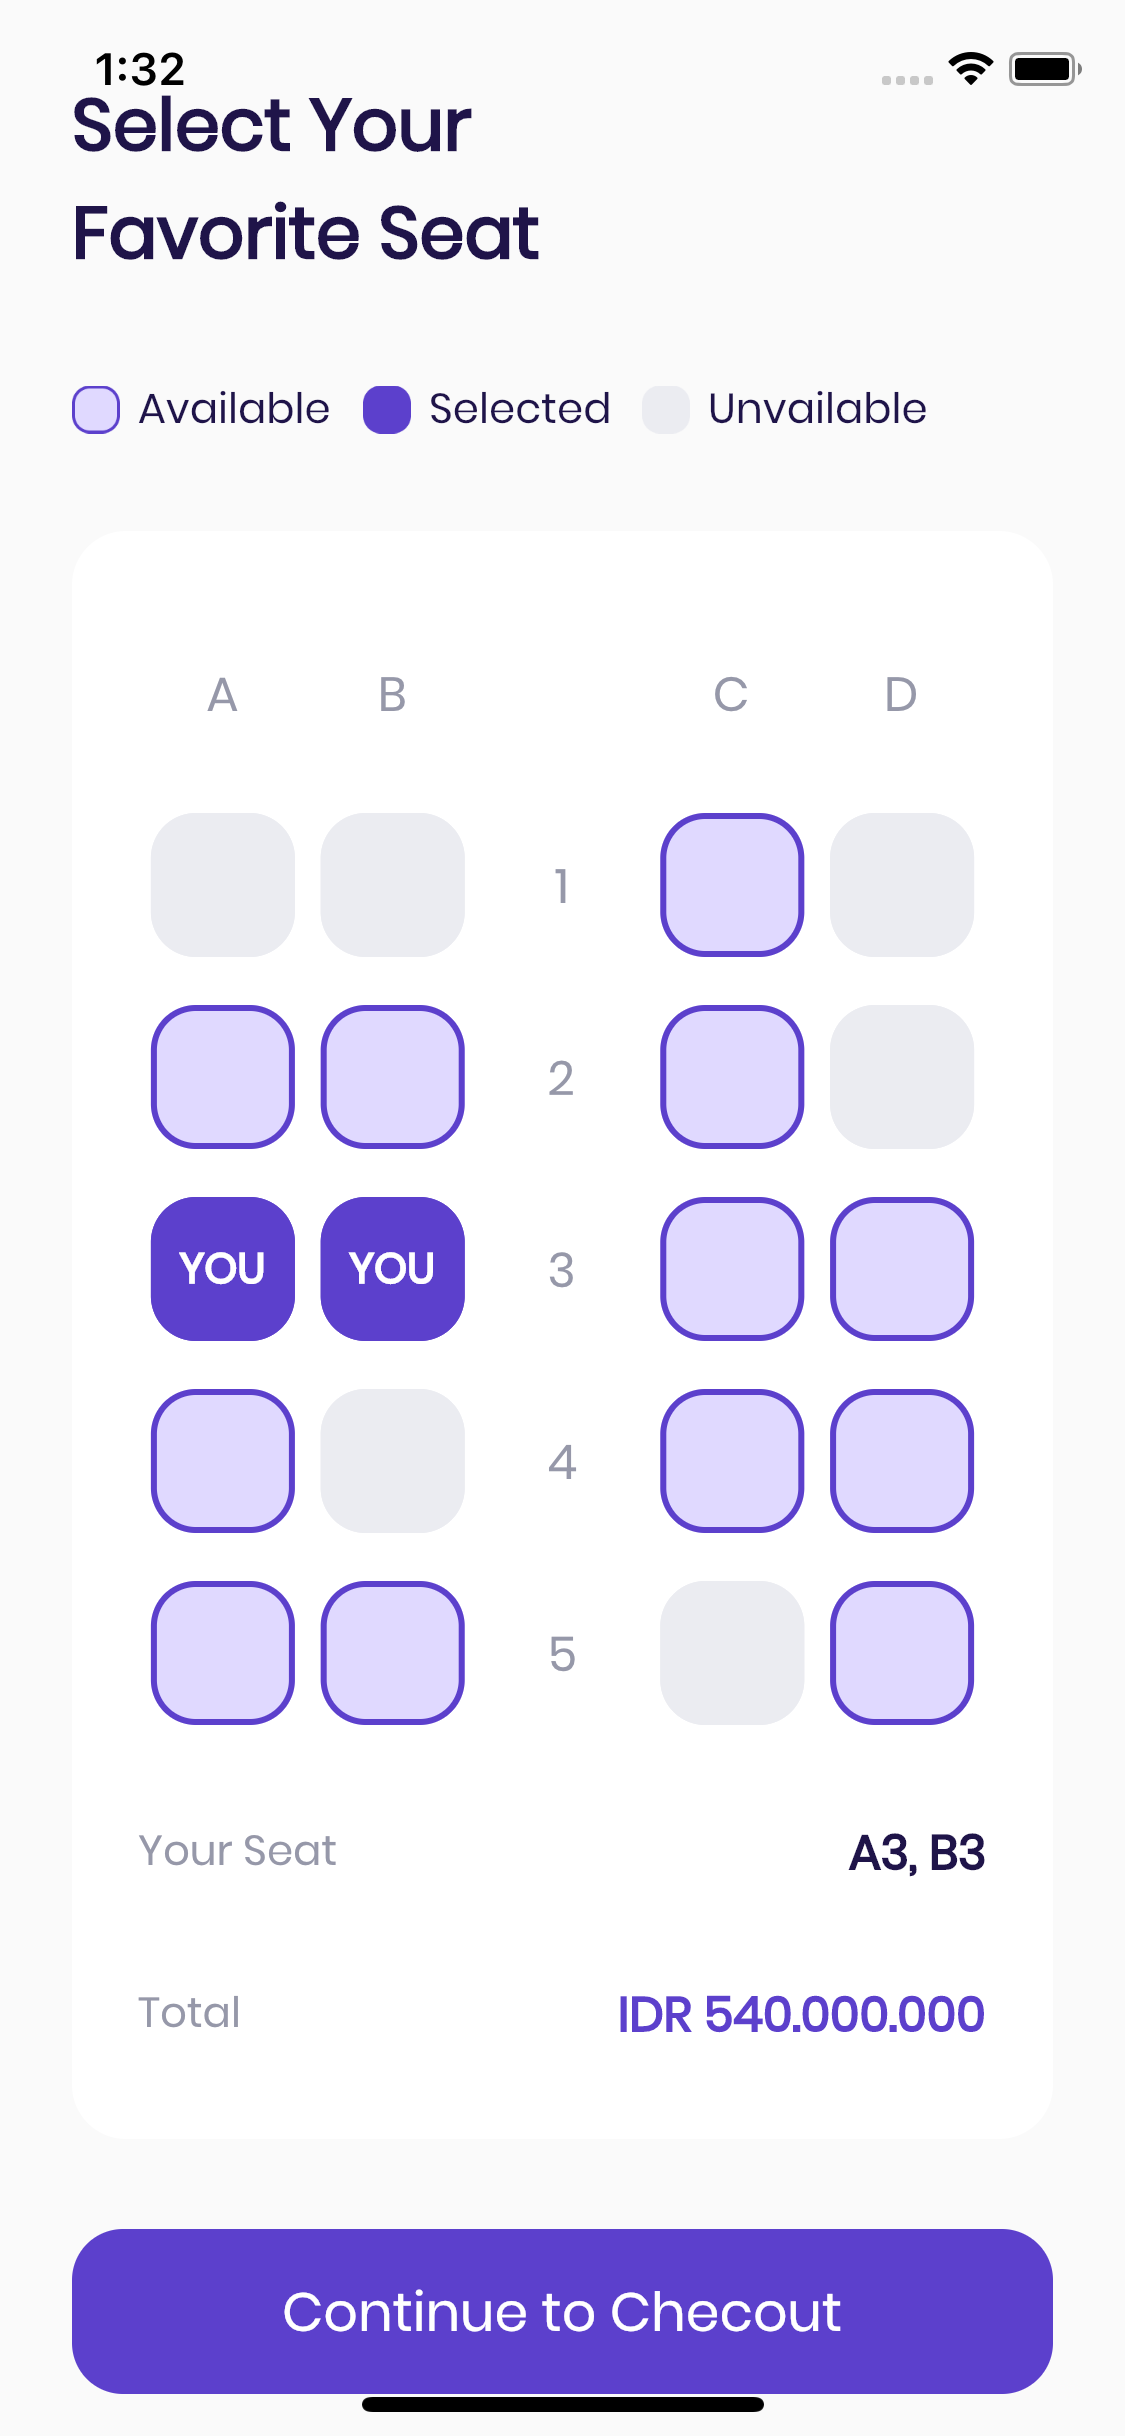 1:32
Select Your
Favorite Seat
Available Selected Unvailable
A B C D
1
2
YOU YOU 3
4
5
Your Seat A3, B3
Total IDR 540.000.000
Continue to Checout